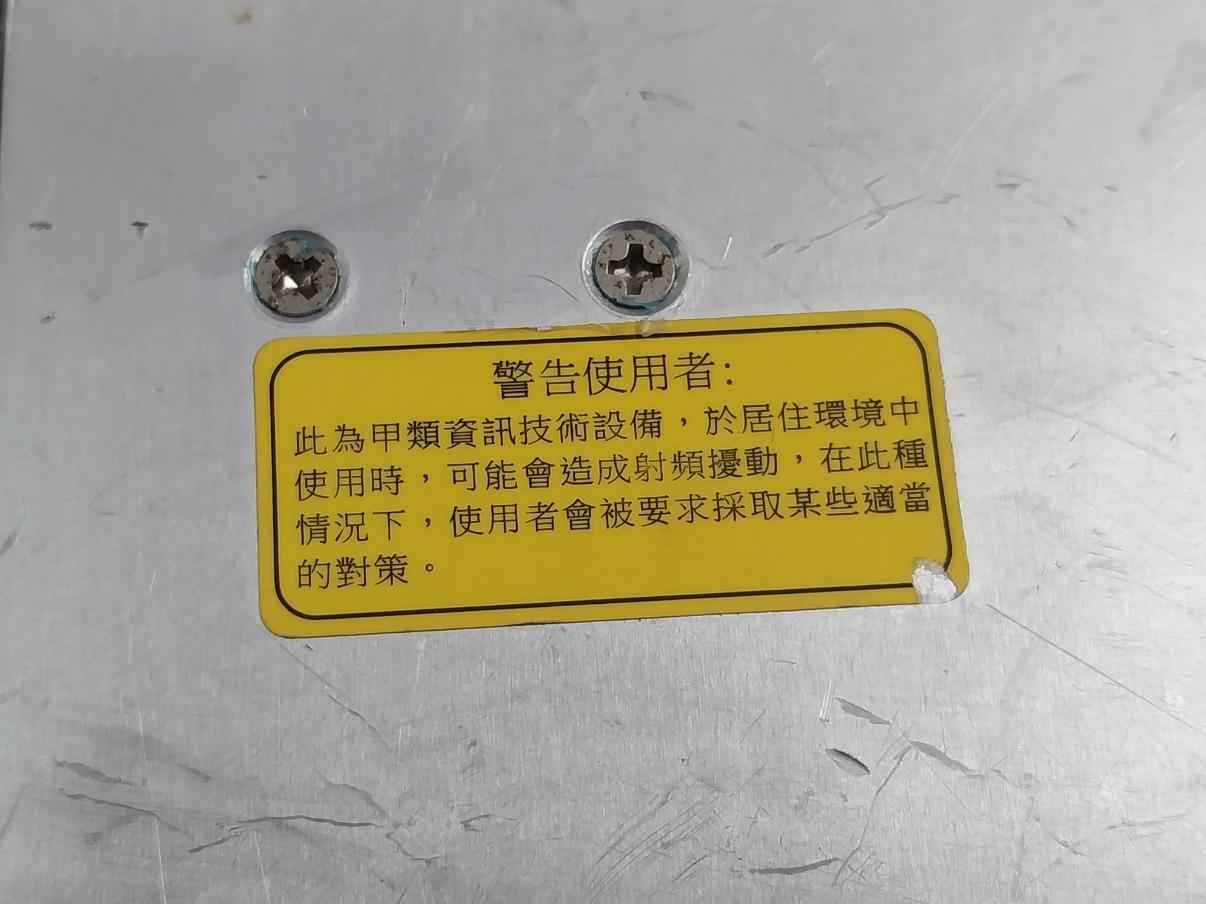 警告使用者:
此為甲類資訊技術設備，於居住環境中
使用時，可能會造成射頻擾動，在此種
情況下，使用者會被要求採取某些適當
的對策。